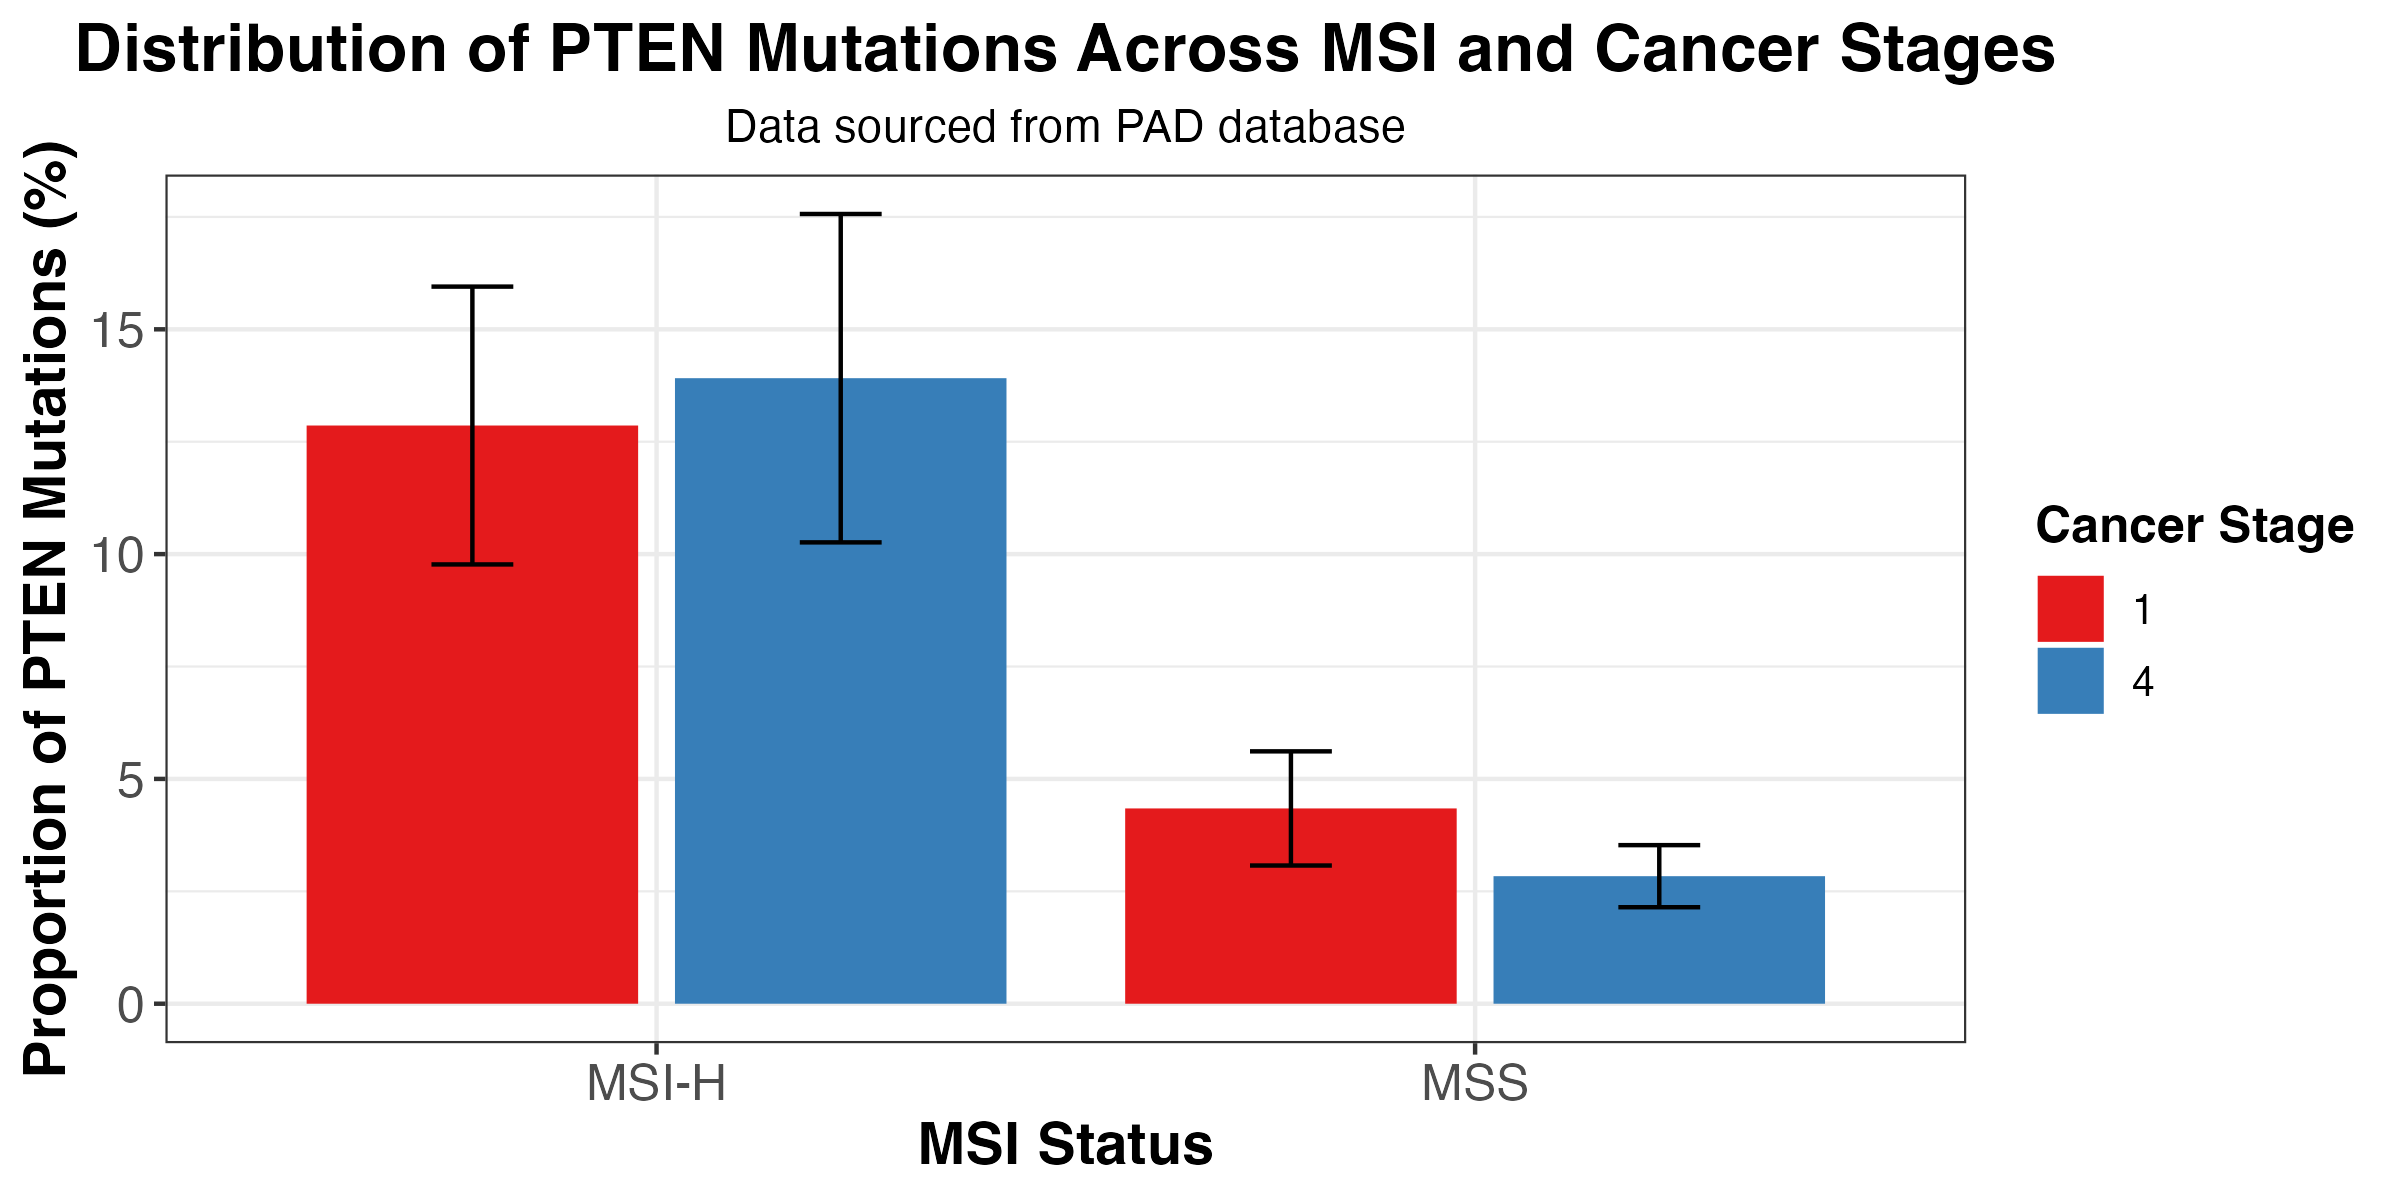 Distribution of PTEN Mutations Across MSI and Cancer Stages
Data sourced from PAD database
Proportion of PTEN Mutations (%)
15
10
5
0
MSI-H
MSS
MSI Status
Cancer Stage
1
4